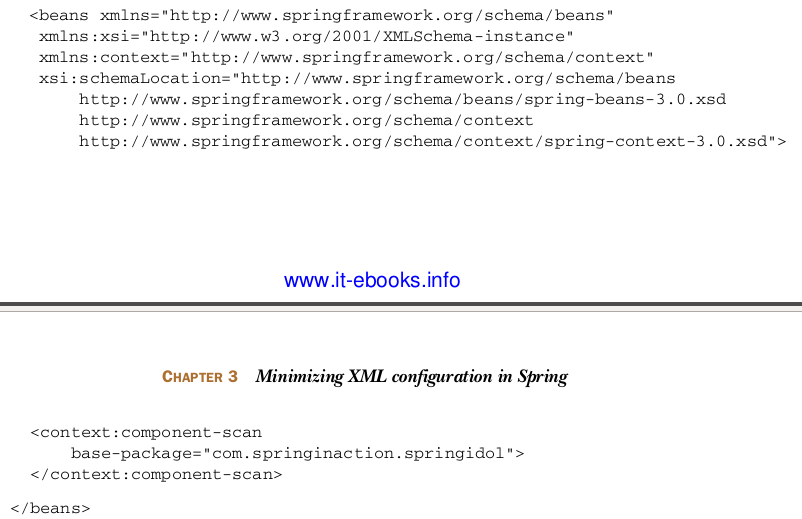 <beans xmlns="http://www.springframework.org/schema/beans"
xmlns:xsi="http://www.w3.org/2001/XMLSchema-instance"
xmlns:context="http://www.springframework.org/schema/context"
xsi:schemaLocation="http://www.springframework.org/schema/beans
http://www.springframework.org/schema/beans/spring-beans-3.0.xsd
http://www.springframework.org/schema/context
http://www.springframework.org/schema/context/spring-context-3.0.xsd">
www.it-ebooks.info
CHAPTER 3 Minimizing XML configuration in Spring
<context:component-scan
base-package="com.springinaction.springidol">
</context:component-scan>
</beans>